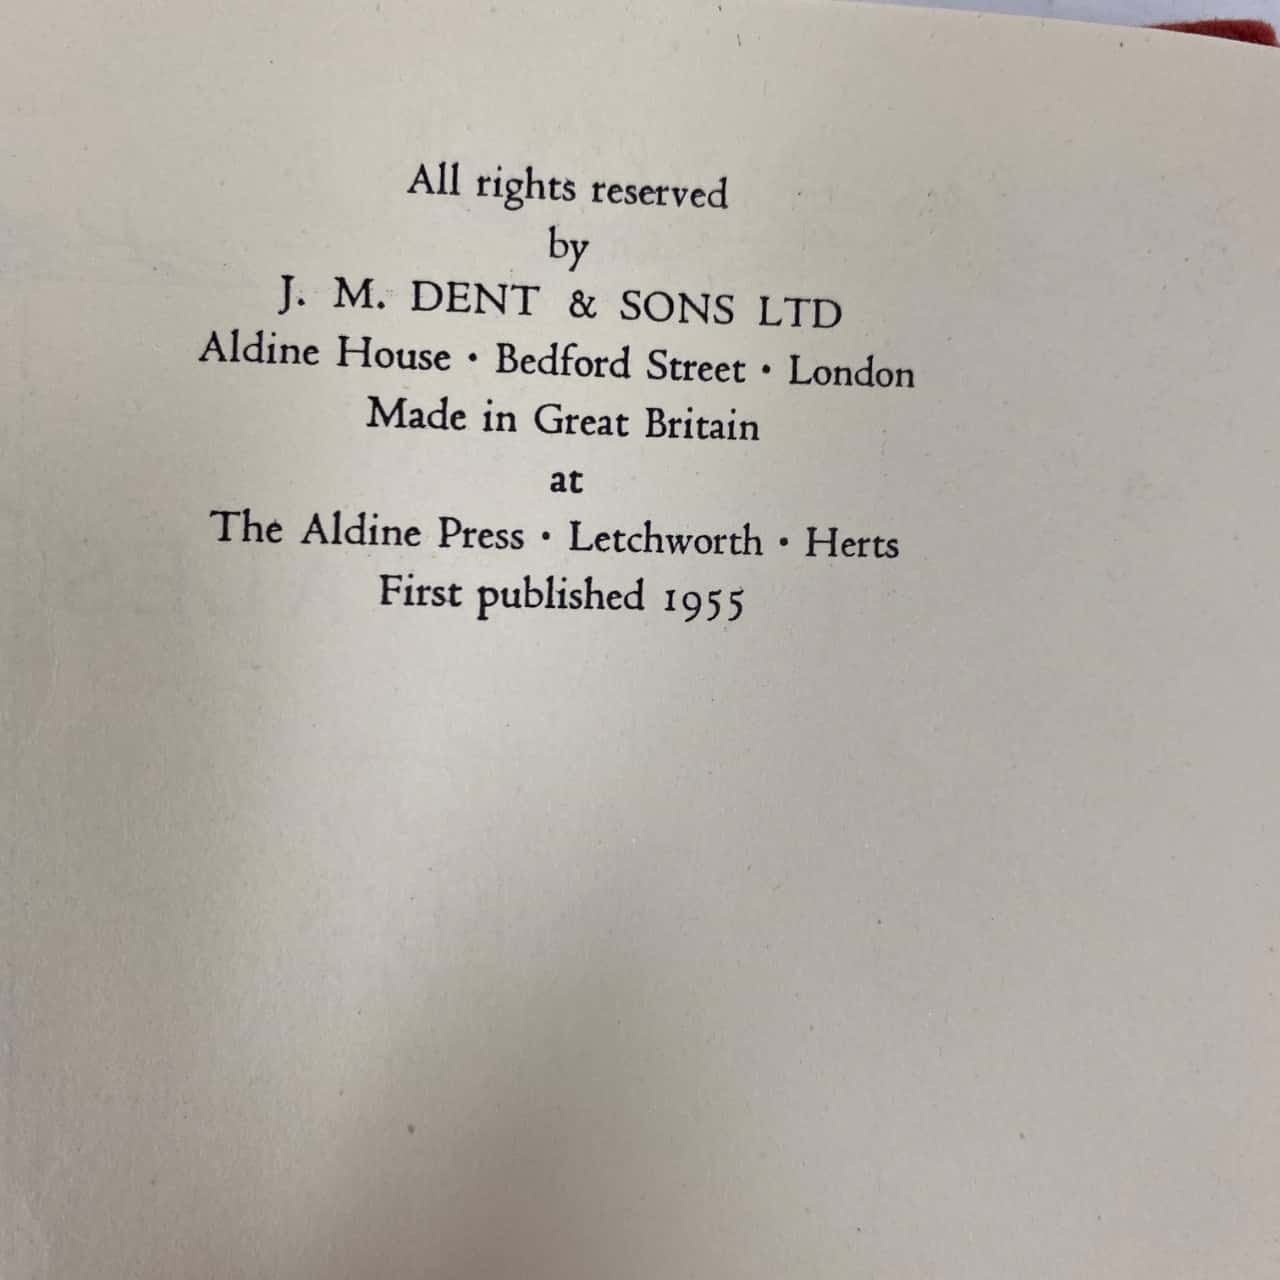 All rights reserved
by
J. M. DENT & SONS LTD
Aldine House • Bedford Street • London
Made in Great Britain
at
The Aldine Press • Letchworth • Herts
First published 1955